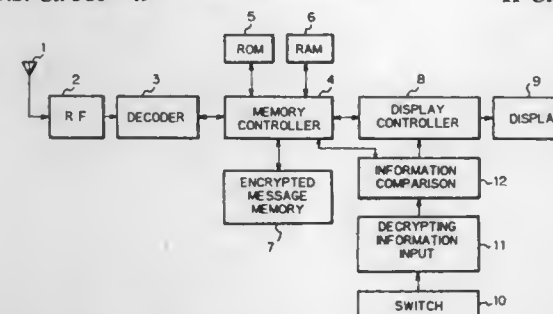 1
5
6
ROM
RAM
2
3
4
8
9
R F
DECODER
MEMORY
CONTROLLER
DISPLAY
CONTROLLER
DISPLA
ENCRYPTED
MESSAGE
MEMORY
7
INFORMATION
COMPARISON
12
DECRYPTING
INFORMATION
INPUT
11
SWITCH
10